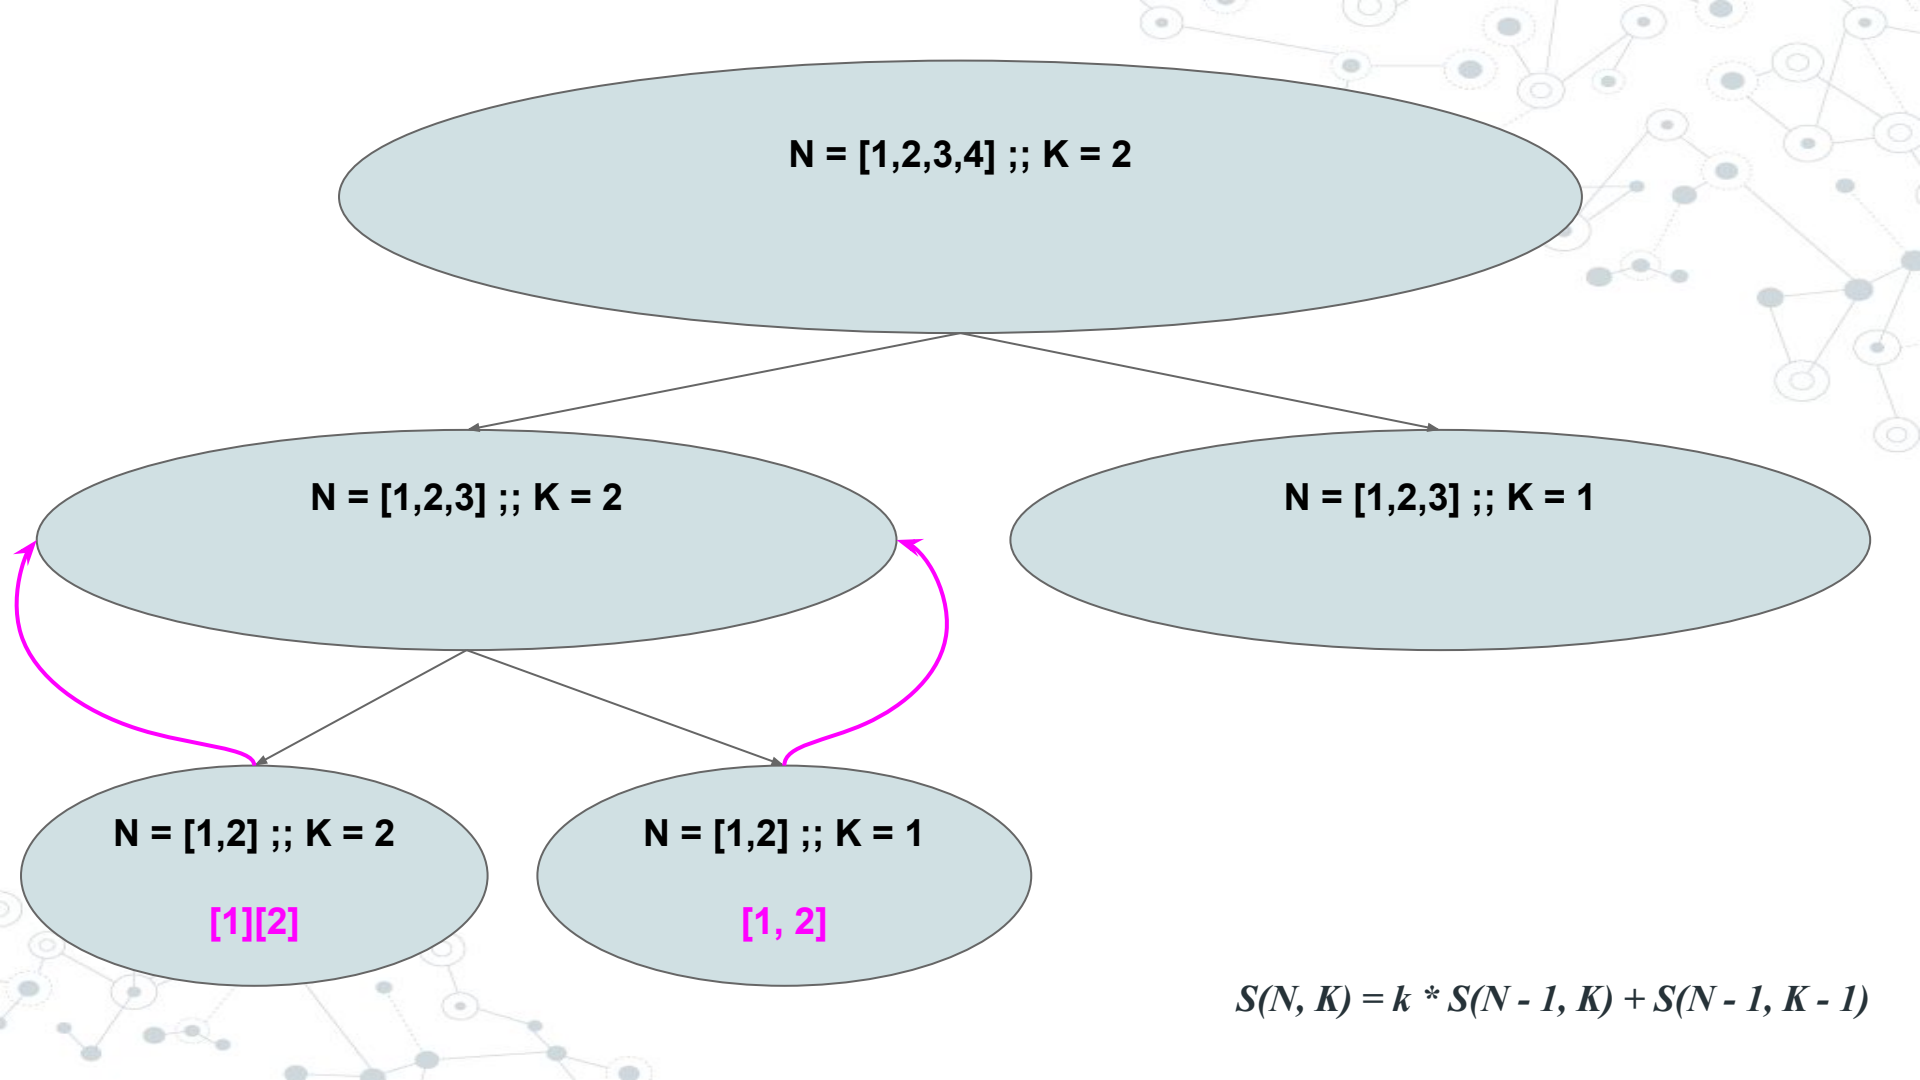 N = [1,2,3,4] ;; K = 2
N = [1,2,3] ;; K = 2
N = [1,2,3] ;; K = 1
N = [1,2] ;; K = 2
[1][2]
N = [1,2] ;; K = 1
[1, 2]
S(N, K) = k * S(N - 1, K) + S(N - 1, K - 1)